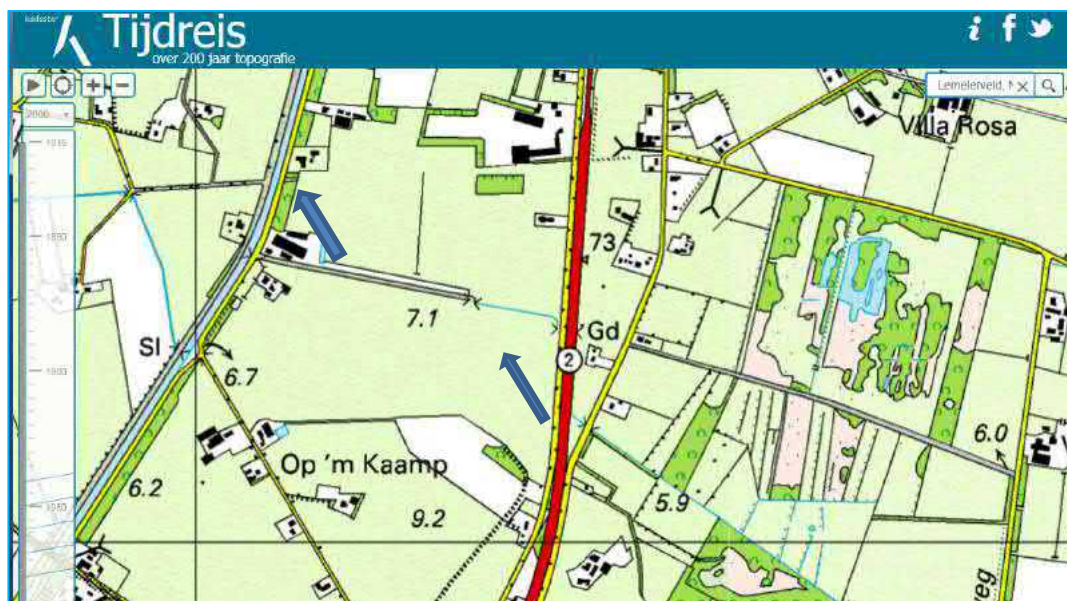 kadaster
Tijdreis
over 200 jaar topografie
Lemelerveld, N
2000
1815
Villa Rosa
1850
73
7.1
Gd
Sl
2
1900
6.7
6.0
Op 'm Kaamp
6.2
9.2
5.9
1950
eg